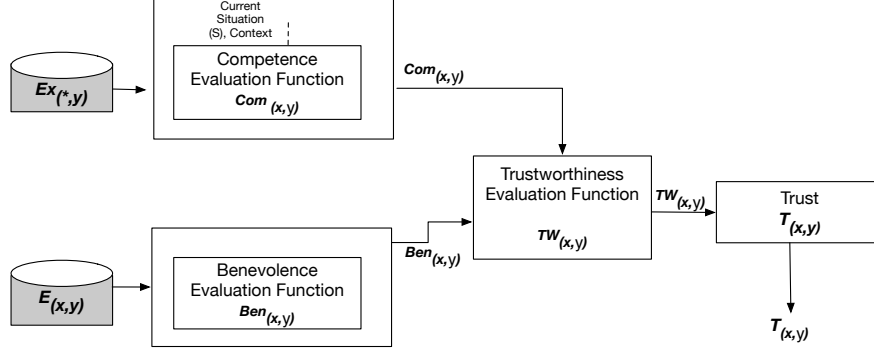 Current
Situation
(S), Context
Competence
Evaluation Function
Com (x,y)
Ex(*,y)
Com(x,y)
Trustworthiness
Evaluation Function
TW(x,y)
TW(x,y)
Trust
T(x,y)
Ben(x,y)
Benevolence
Evaluation Function
Ben(x,y)
E(x,y)
T(x,y)